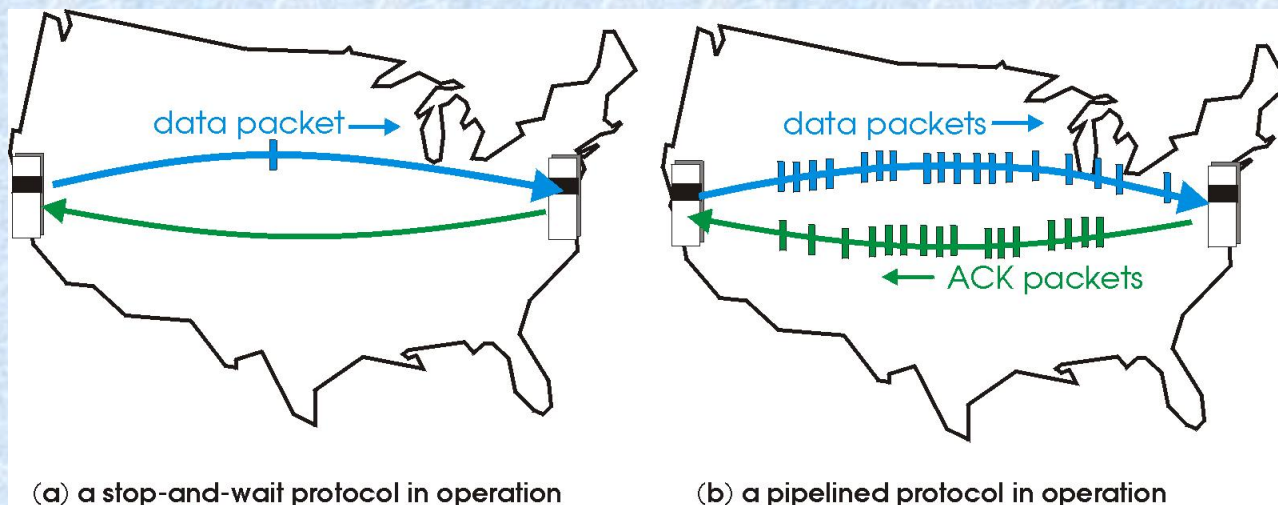 data packet
data packets
ACK packets
(a) a stop-and-wait protocol in operation
(b) a pipelined protocol in operation